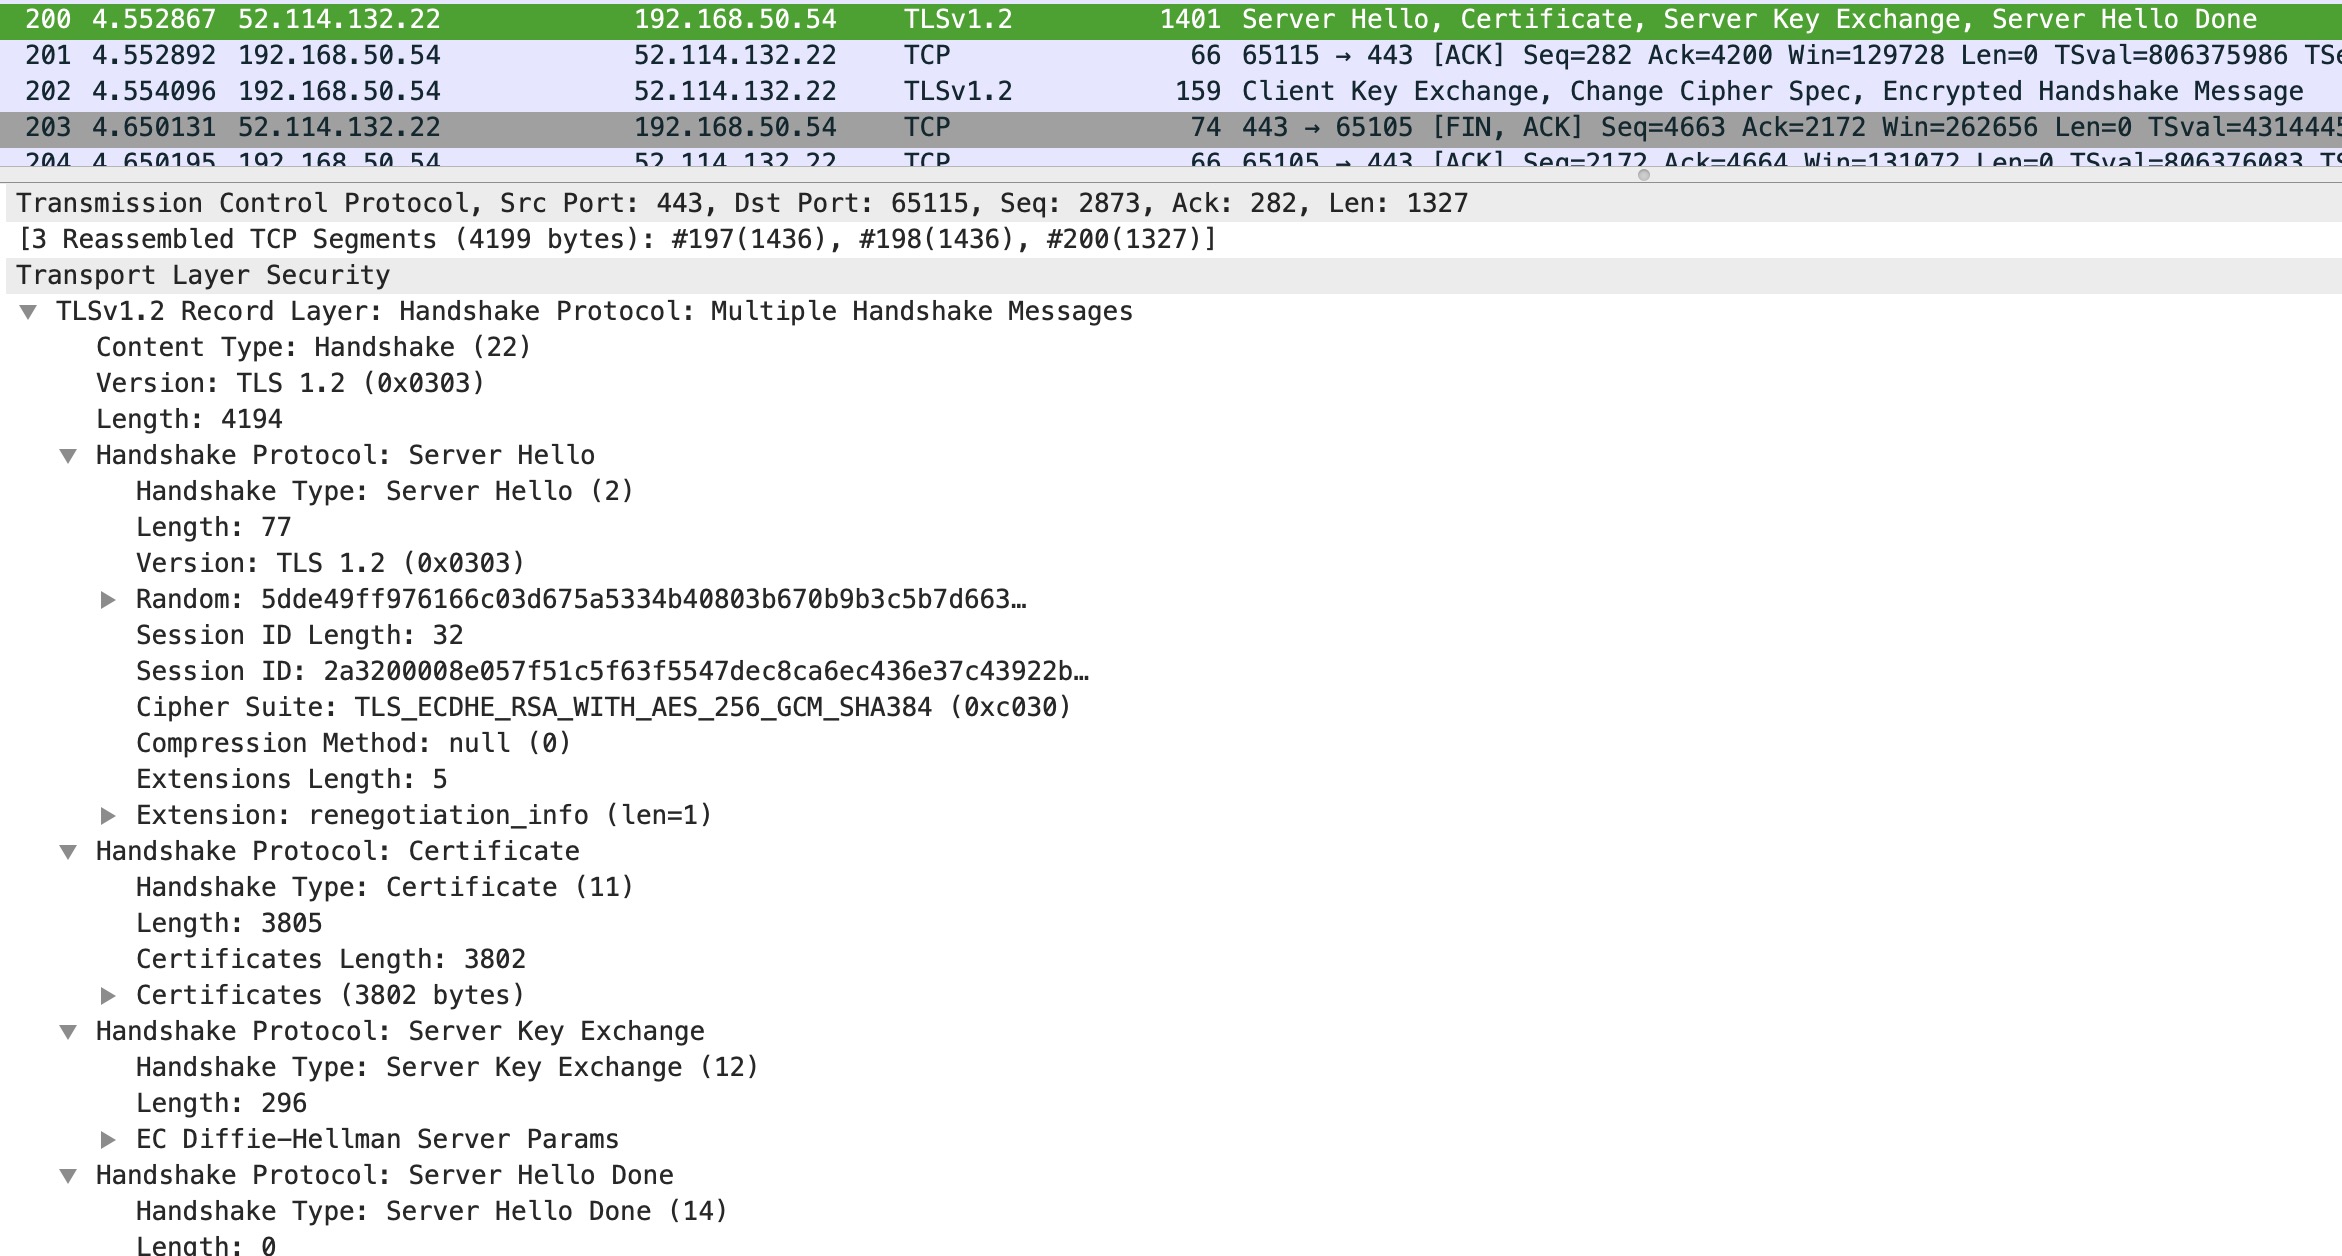 200 4.552867 52.114.132.22 192.168.50.54 TLSv1.2 1401 Server Hello, Certificate, Server Key Exchange, Server Hello Done
201 4.552892 192.168.50.54 52.114.132.22 TCP 66 65115 → 443 [ACK] Seq=282 Ack=4200 Win=129728 Len=0 TSval=806375986 TSe
202 4.554096 192.168.50.54 52.114.132.22 TLSv1.2 159 Client Key Exchange, Change Cipher Spec, Encrypted Handshake Message
203 4.650131 52.114.132.22 192.168.50.54 TCP 74 443 → 65105 [FIN, ACK] Seq=4663 Ack=2172 Win=262656 Len=0 TSval=4314445
204 4.650195 192.168.50.54 52.114.132.22 TCP 66 65105 → 443 [ACK] Seq=2172 Ack=4664 Win=131072 Len=0 TSval=806376083 TS
Transmission Control Protocol, Src Port: 443, Dst Port: 65115, Seq: 2873, Ack: 282, Len: 1327
[3 Reassembled TCP Segments (4199 bytes): #197(1436), #198(1436), #200(1327)]
Transport Layer Security
TLSv1.2 Record Layer: Handshake Protocol: Multiple Handshake Messages
Content Type: Handshake (22)
Version: TLS 1.2 (0x0303)
Length: 4194
Handshake Protocol: Server Hello
Handshake Type: Server Hello (2)
Length: 77
Version: TLS 1.2 (0x0303)
Random: 5dde49ff976166c03d675a5334b40803b670b9b3c5b7d663…
Session ID Length: 32
Session ID: 2a3200008e057f51c5f63f5547dec8ca6ec436e37c43922b…
Cipher Suite: TLS_ECDHE_RSA_WITH_AES_256_GCM_SHA384 (0xc030)
Compression Method: null (0)
Extensions Length: 5
Extension: renegotiation_info (len=1)
Handshake Protocol: Certificate
Handshake Type: Certificate (11)
Length: 3805
Certificates Length: 3802
Certificates (3802 bytes)
Handshake Protocol: Server Key Exchange
Handshake Type: Server Key Exchange (12)
Length: 296
EC Diffie-Hellman Server Params
Handshake Protocol: Server Hello Done
Handshake Type: Server Hello Done (14)
Length: 0